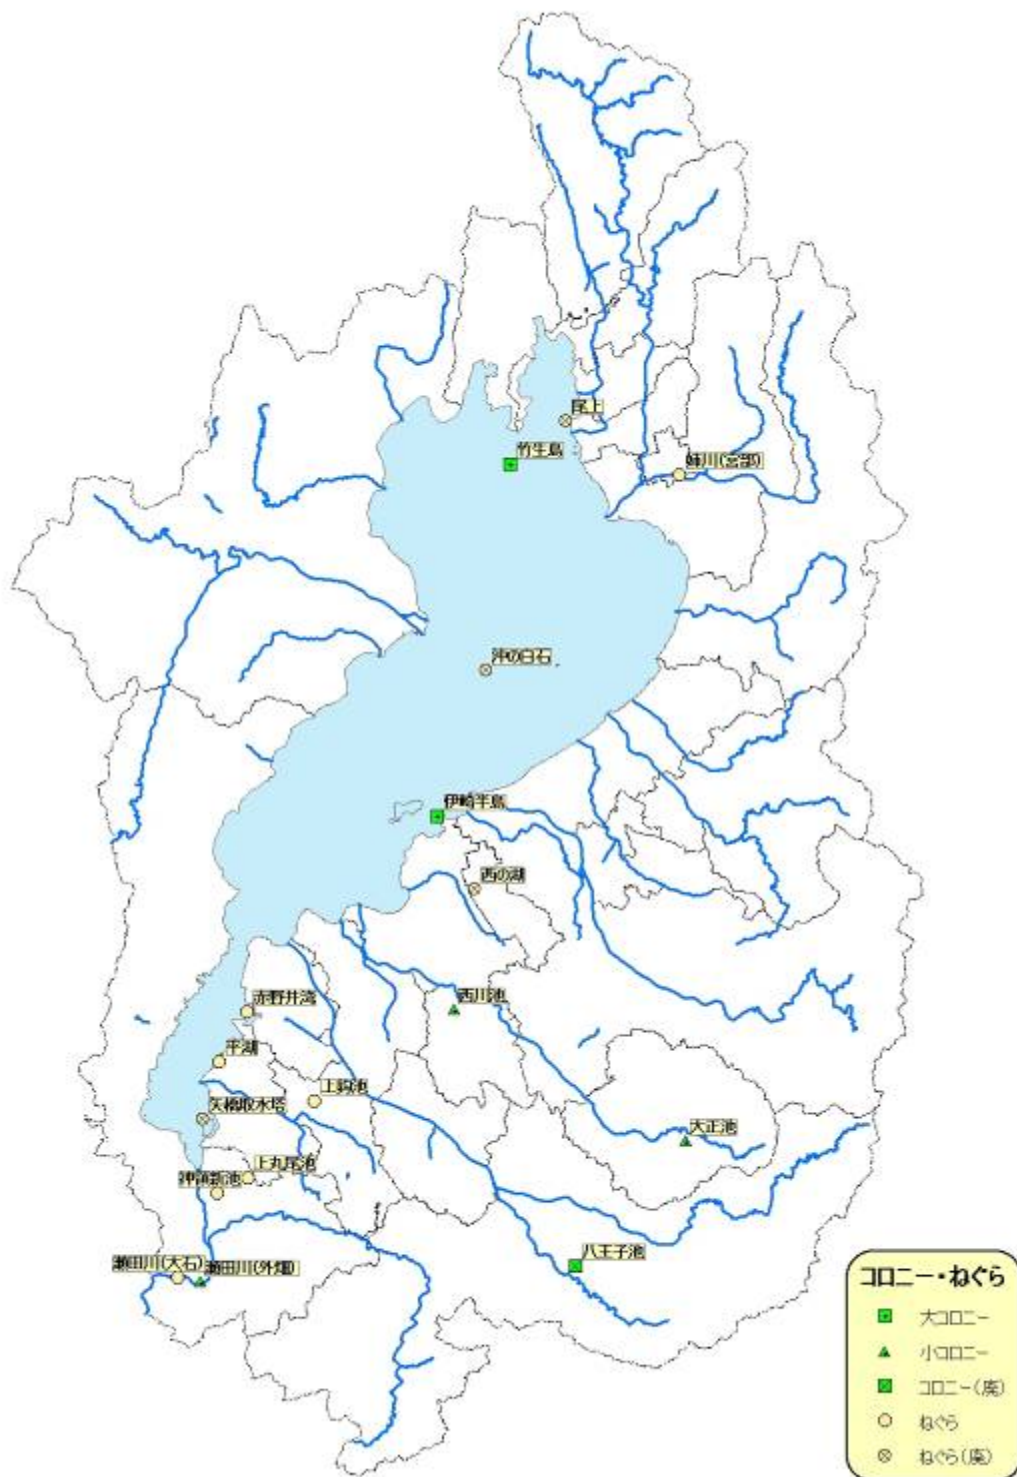 尾上
竹生島
姉川(宮部)
沖の白石
伊崎半島
西の湖
赤野井湾
西川池
平湖
上鈎池
矢橋取水塔
大正池
上丸尾池
神領新池
八王子池
瀬田川(大石)
瀬田川(外畑)
コロニー・ねぐら
大コロニー
小コロニー
コロニー(廃)
ねぐら
ねぐら(廃)